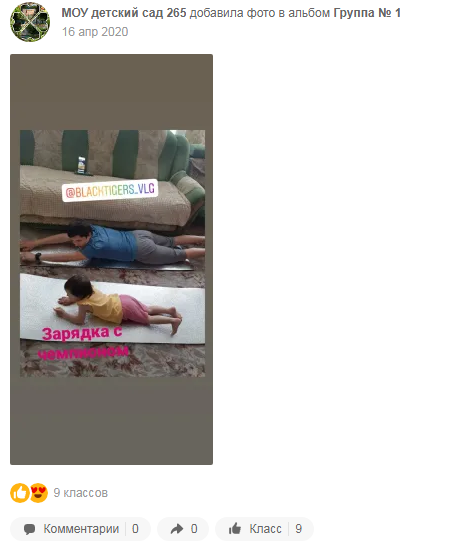 МОУ детский сад 265 добавила фото в альбом Группа № 1
16 апр 2020
@BLACKTIGERS_VLG
Зарядка с
чемпионом
9 классов
Комментарии 0
0
Класс 9